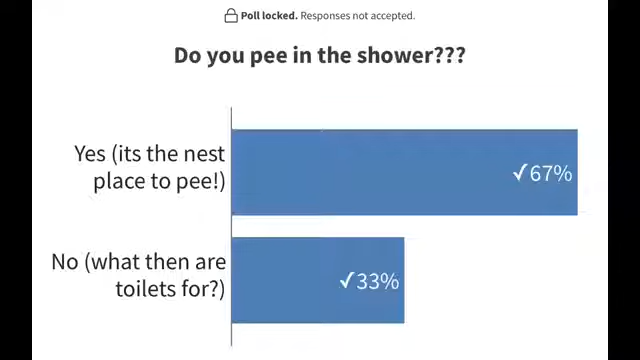 Poll locked. Responses not accepted.
Do you pee in the shower???
Yes (its the nest
place to pee!)
✓67%
No (what then are
toilets for?)
✓33%